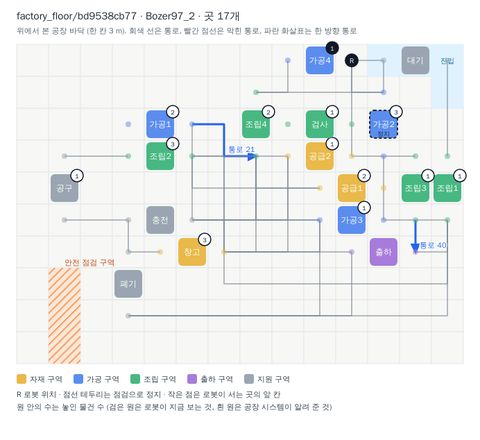 factory_floor/bd9538cb77 · Bozer97_2 · 곳 17개
위에서 본 공장 바닥 (한 칸 3 m). 회색 선은 통로, 빨간 점선은 막힌 통로, 파란 화살표는 한 방향 통로
가공4 1 R 대기 전립
가공1 2 조립4 2 검사 1 가공2 3
정지
조립2 3 통로 21 공급2 1
공구 1 공급1 2 조립3 1 조립1 1
충전 가공3 1
통로 40
창고 3 출하
안전 점검 구역
폐기
자재 구역 가공 구역 조립 구역 출하 구역 지원 구역
R 로봇 위치 · 점선 테두리는 점검으로 정지 · 작은 점은 로봇이 서는 곳의 앞 칸
원 안의 수는 놓인 물건 수 (검은 원은 로봇이 지금 보는 것, 흰 원은 공장 시스템이 알려 준 것)